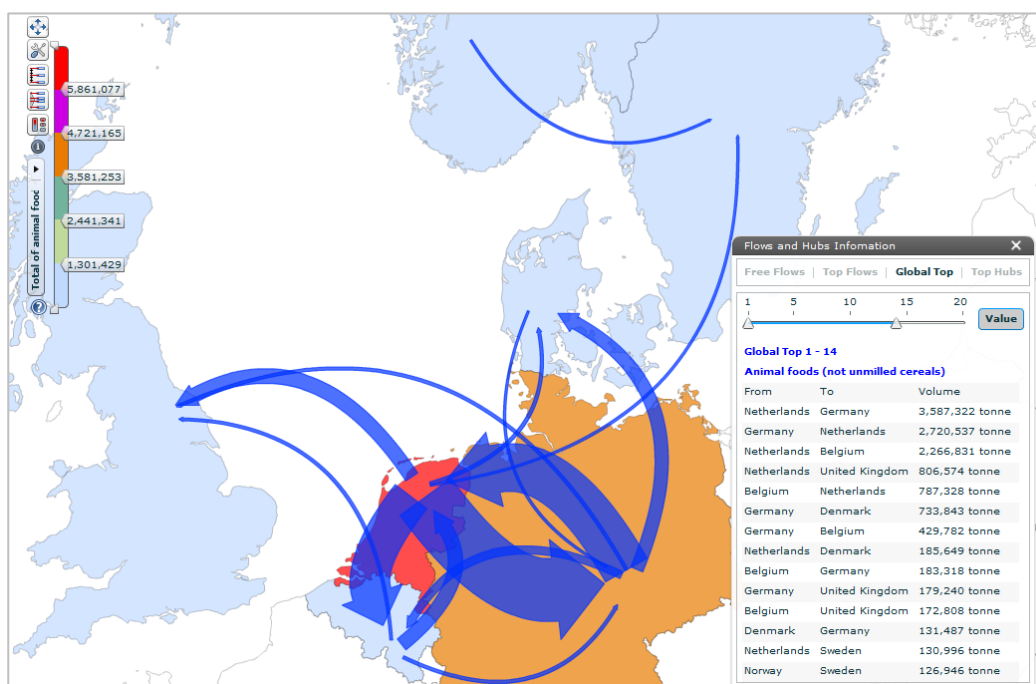 5,861,077
4,721,165
3,581,253
2,441,341
1,301,429
Total of animal food
Flows and Hubs Infomation
Free Flows | Top Flows | Global Top | Top Hubs
1 5 10 15 20
Value
Global Top 1 - 14
Animal foods (not unmilled cereals)
From To Volume
Netherlands Germany 3,587,322 tonne
Germany Netherlands 2,720,537 tonne
Netherlands Belgium 2,266,831 tonne
Netherlands United Kingdom 806,574 tonne
Belgium Netherlands 787,328 tonne
Germany Denmark 733,843 tonne
Germany Belgium 429,782 tonne
Netherlands Denmark 185,649 tonne
Belgium Germany 183,318 tonne
Germany United Kingdom 179,240 tonne
Belgium United Kingdom 172,808 tonne
Denmark Germany 131,487 tonne
Netherlands Sweden 130,996 tonne
Norway Sweden 126,946 tonne